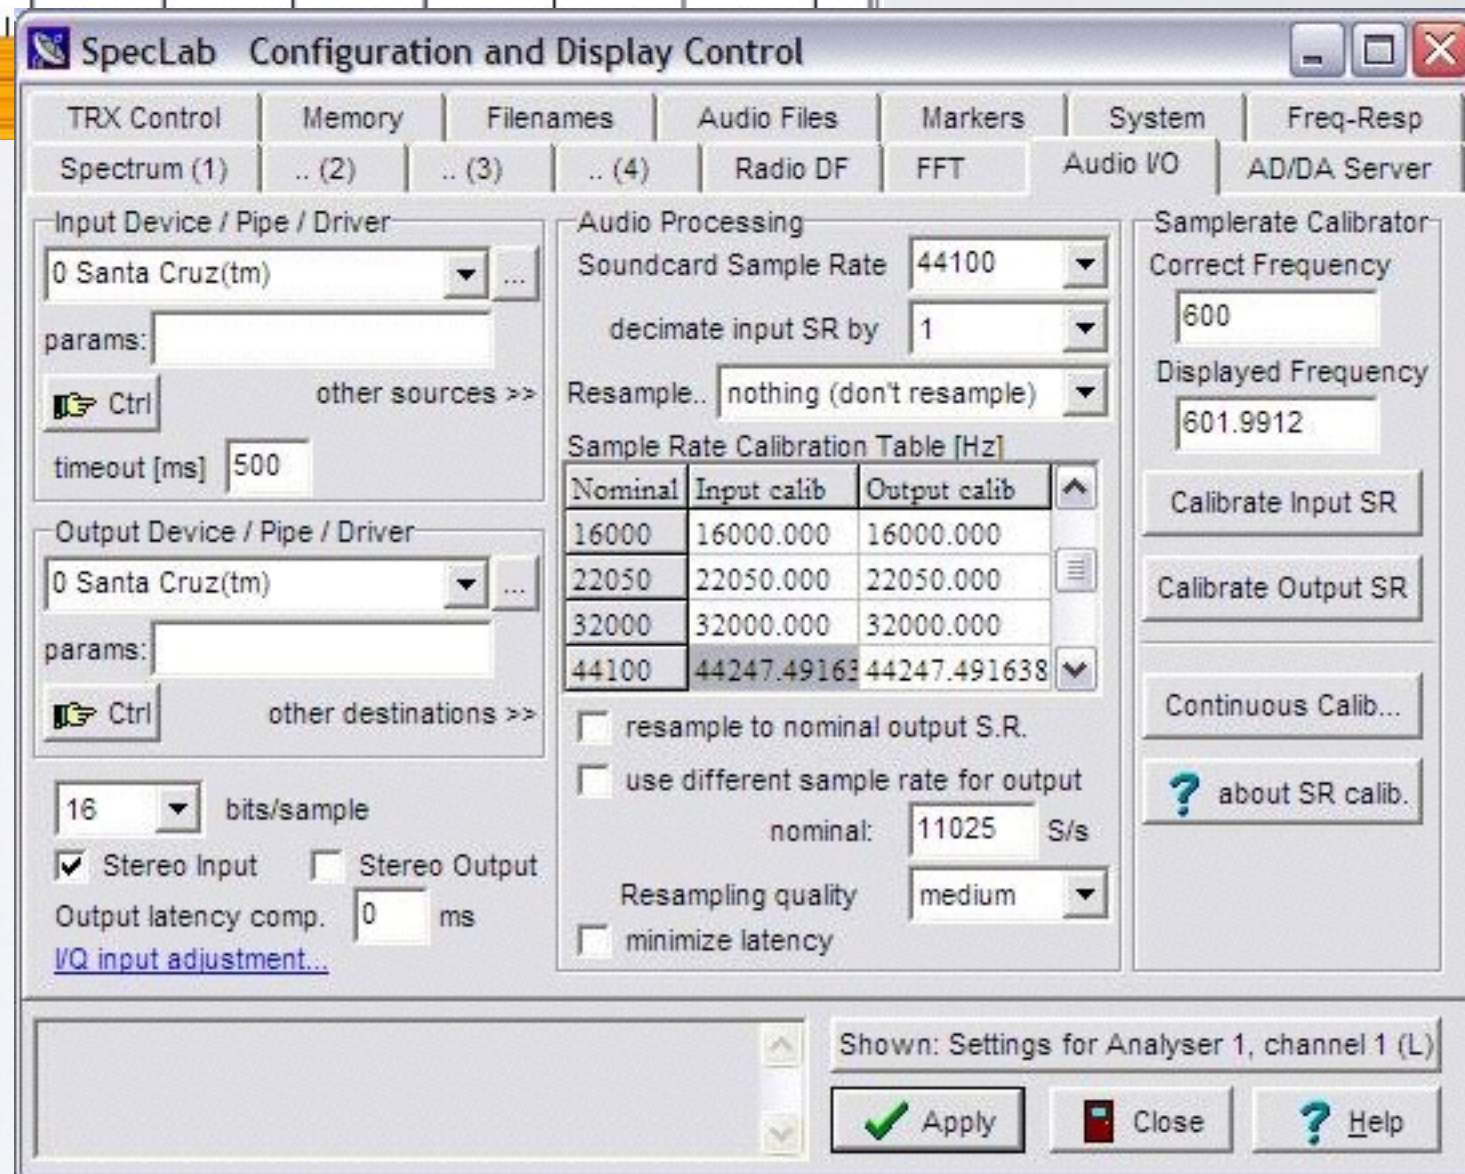 SpecLab Configuration and Display Control
TRX Control Memory Filenames Audio Files Markers System Freq-Resp
Spectrum (1) .. (2) .. (3) .. (4) Radio DF FFT Audio I/O AD/DA Server
Input Device / Pipe / Driver
0 Santa Cruz(tm) ...
params:
Ctrl other sources >>
timeout [ms] 500
Output Device / Pipe / Driver
0 Santa Cruz(tm) ...
params:
Ctrl other destinations >>
16 bits/sample
Stereo Input Stereo Output
Output latency comp. 0 ms
I/Q input adjustment...
Audio Processing
Soundcard Sample Rate 44100
decimate input SR by 1
Resample.. nothing (don't resample)
Sample Rate Calibration Table [Hz]
Nominal Input calib Output calib
16000 16000.000 16000.000
22050 22050.000 22050.000
32000 32000.000 32000.000
44100 44247.49163 44247.491638
resample to nominal output S.R.
use different sample rate for output
nominal: 11025 S/s
Resampling quality medium
minimize latency
Samplerate Calibrator
Correct Frequency
600
Displayed Frequency
601.9912
Calibrate Input SR
Calibrate Output SR
Continuous Calib...
? about SR calib.
Shown: Settings for Analyser 1, channel 1 (L)
Apply Close ? Help